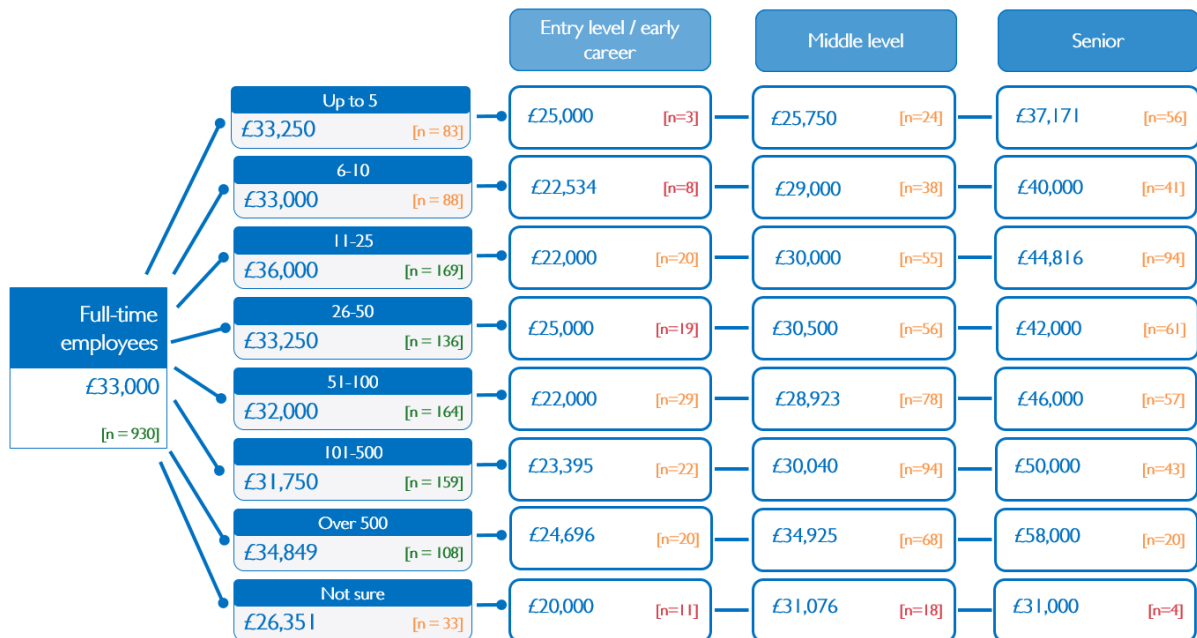 Entry level / early
career
Middle level
Senior
Up to 5
£33,250 [n = 83]
£25,000 [n=3]
£25,750 [n=24]
£37,171 [n=56]
6-10
£33,000 [n = 88]
£22,534 [n=8]
£29,000 [n=38]
£40,000 [n=41]
11-25
£36,000 [n = 169]
£22,000 [n=20]
£30,000 [n=55]
£44,816 [n=94]
Full-time
employees
£33,000
[n = 930]
26-50
£33,250 [n = 136]
£25,000 [n=19]
£30,500 [n=56]
£42,000 [n=61]
51-100
£32,000 [n = 164]
£22,000 [n=29]
£28,923 [n=78]
£46,000 [n=57]
101-500
£31,750 [n = 159]
£23,395 [n=22]
£30,040 [n=94]
£50,000 [n=43]
Over 500
£34,849 [n = 108]
£24,696 [n=20]
£34,925 [n=68]
£58,000 [n=20]
Not sure
£26,351 [n = 33]
£20,000 [n=11]
£31,076 [n=18]
£31,000 [n=4]